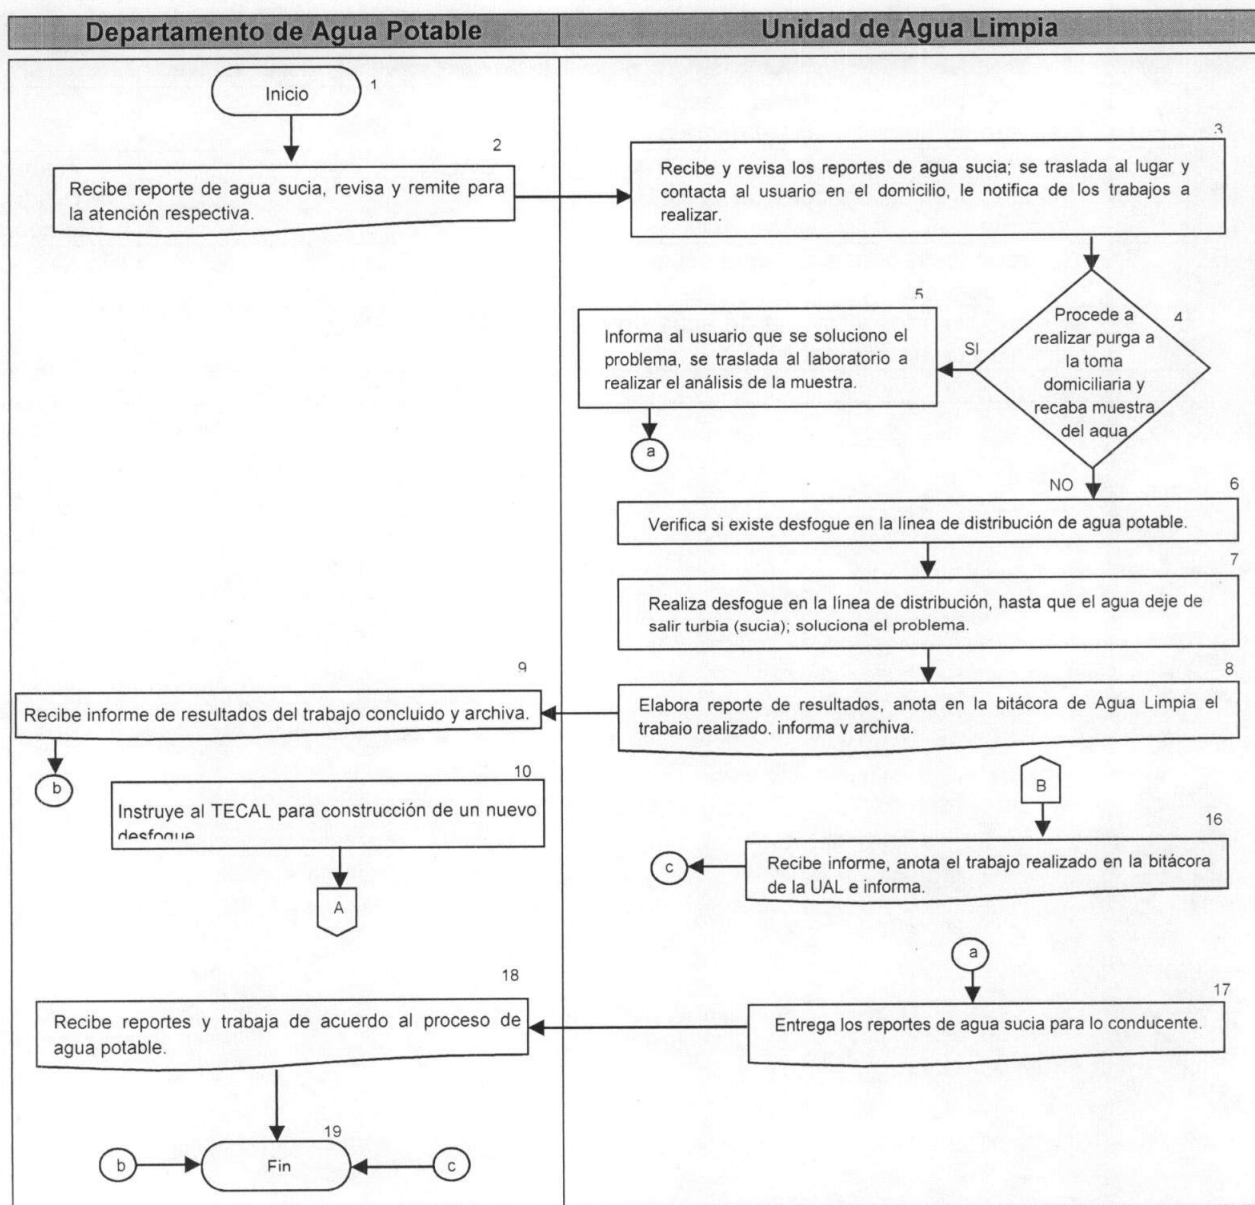 Departamento de Agua Potable
Unidad de Agua Limpia
Inicio
1
2
Recibe reporte de agua sucia, revisa y remite para
la atención respectiva.
3
Recibe y revisa los reportes de agua sucia; se traslada al lugar y
contacta al usuario en el domicilio, le notifica de los trabajos a
realizar.
4
Procede a
realizar purga a
la toma
domiciliaria y
recaba muestra
del agua
SI
5
Informa al usuario que se soluciono el
problema, se traslada al laboratorio a
realizar el análisis de la muestra.
a
NO
6
Verifica si existe desfogue en la línea de distribución de agua potable.
7
Realiza desfogue en la línea de distribución, hasta que el agua deje de
salir turbia (sucia); soluciona el problema.
8
Elabora reporte de resultados, anota en la bitácora de Agua Limpia el
trabajo realizado, informa y archiva.
9
Recibe informe de resultados del trabajo concluido y archiva.
b
10
Instruye al TECAL para construcción de un nuevo
desfogue
A
B
16
Recibe informe, anota el trabajo realizado en la bitácora
de la UAL e informa.
c
a
17
Entrega los reportes de agua sucia para lo conducente.
18
Recibe reportes y trabaja de acuerdo al proceso de
agua potable.
19
b
Fin
c